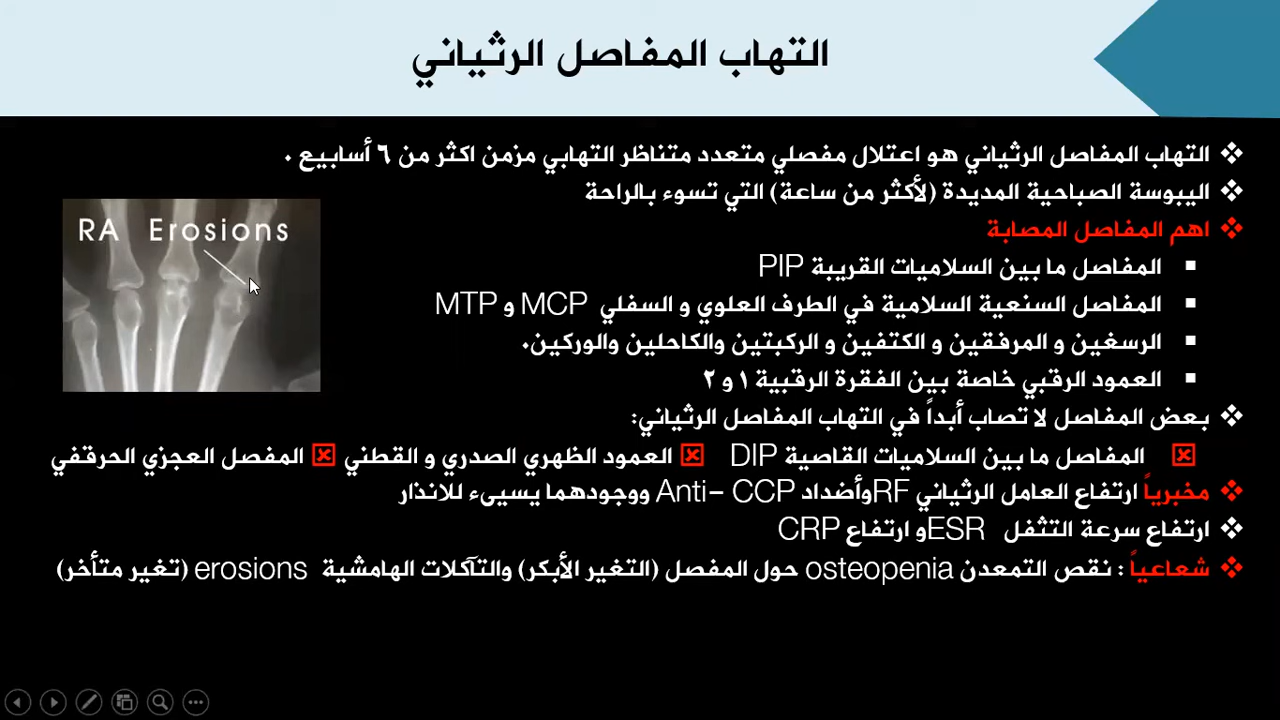 التهاب المفاصل الرثياني
التهاب المفاصل الرثياني هو اعتلال مفصلي متعدد متناظر التهابي مزمن اكثر من ٦ أسابيع .
اليبوسة الصباحية المديدة (لأكثر من ساعة) التي تسوء بالراحة
اهم المفاصل المصابة
المفاصل ما بين السلاميات القريبة PIP
المفاصل السنعية السلامية في الطرف العلوي و السفلي MCP و MTP
الرسغين و المرفقين و الكتفين و الركبتين والكاحلين والوركين.
العمود الرقبي خاصة بين الفقرة الرقبية ١ و ٢
بعض المفاصل لا تصاب أبداً في التهاب المفاصل الرثياني:
المفاصل ما بين السلاميات القاصية DIP العمود الظهري الصدري و القطني المفصل العجزي الحرقفي
مخبرياً ارتفاع العامل الرثياني RFوأضداد Anti- CCP ووجودهما يسيىء للانذار
ارتفاع سرعة التثفل ESRو ارتفاع CRP
شعاعياً : نقص التمعدن osteopenia حول المفصل (التغير الأبكر) والتآكلات الهامشية erosions (تغير متأخر)
RA Erosions